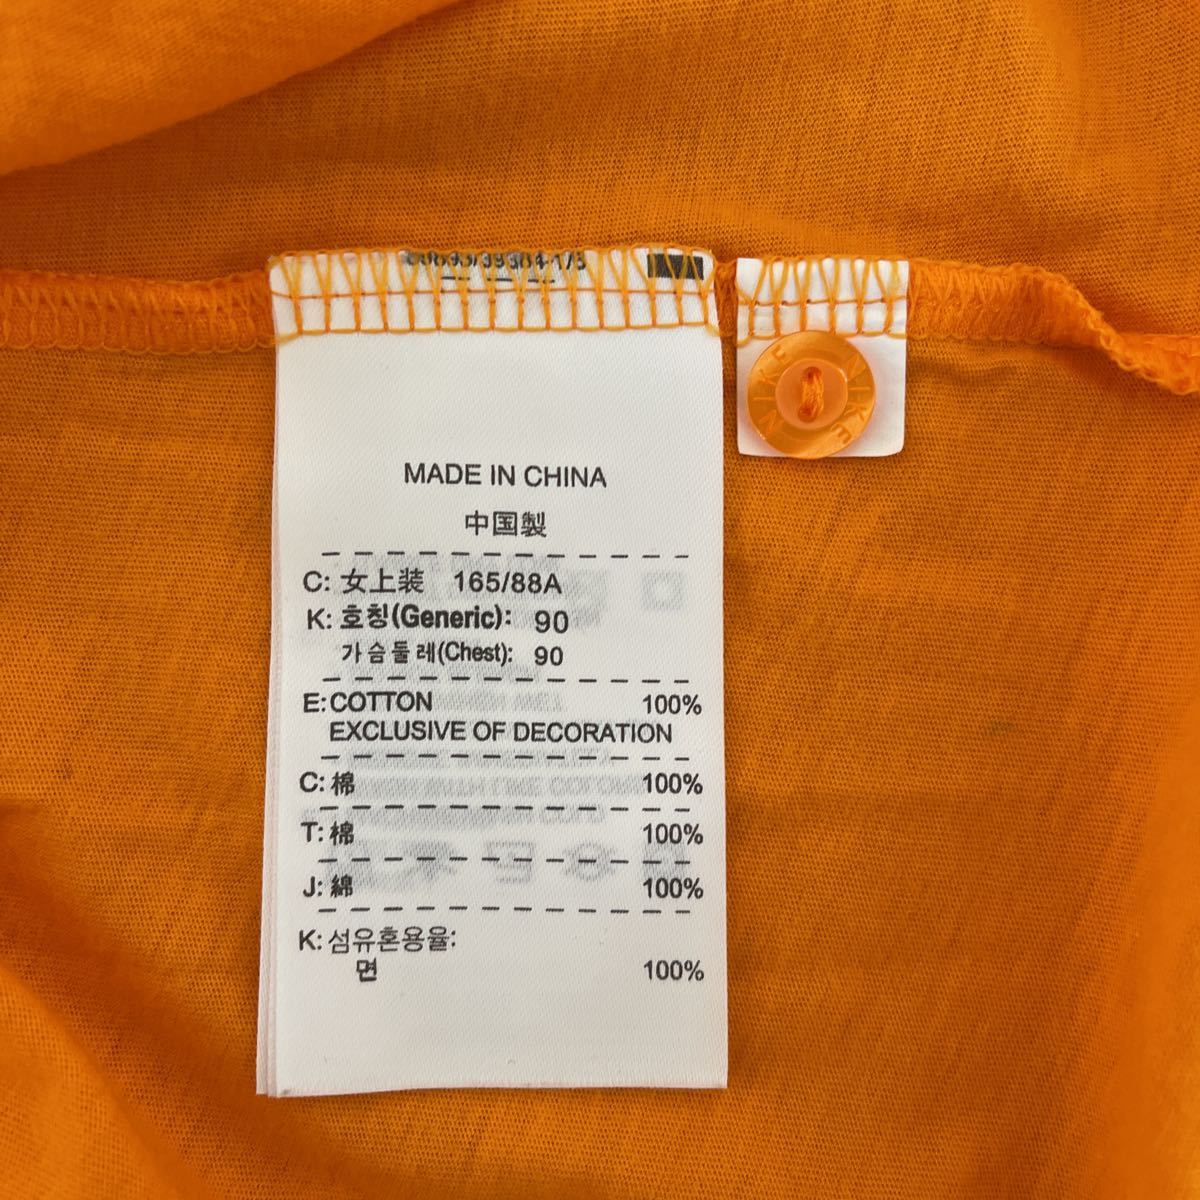 MADE IN CHINA
中国製
C: 女上装 165/88A
K: 호칭(Generic): 90
가슴둘레(Chest): 90
E: COTTON 100%
EXCLUSIVE OF DECORATION
C: 棉 100%
T: 棉 100%
J: 綿 100%
K: 섬유혼용율:
면 100%
NIKE NIKE